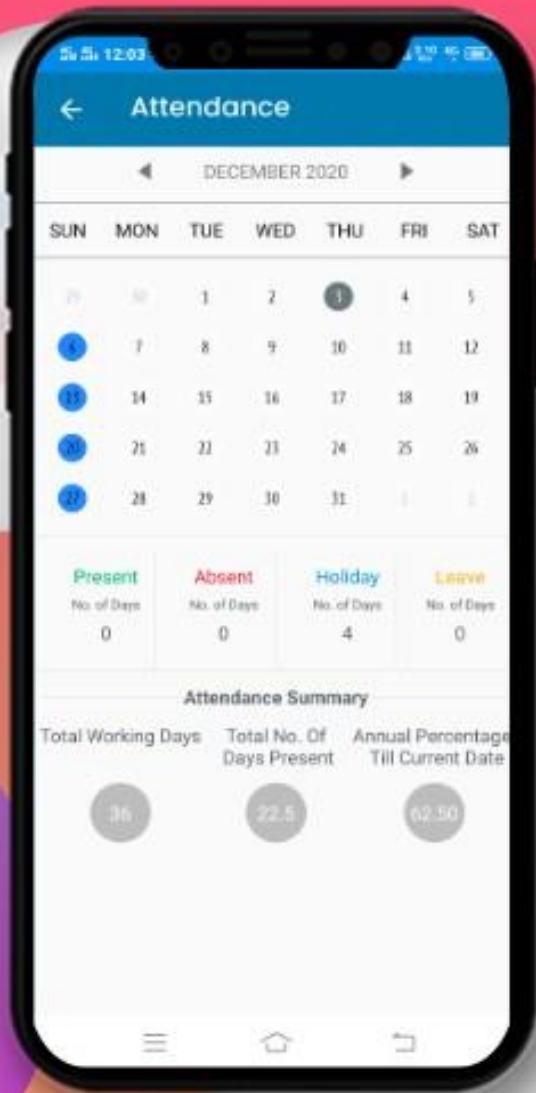 12:03
Attendance
DECEMBER 2020
SUN MON TUE WED THU FRI SAT
29 30 1 2 3 4 5
6 7 8 9 10 11 12
13 14 15 16 17 18 19
20 21 22 23 24 25 26
27 28 29 30 31 1 2
Present Absent Holiday Leave
No. of Days No. of Days No. of Days No. of Days
0 0 4 0
Attendance Summary
Total Working Days Total No. Of Annual Percentage
Days Present Till Current Date
36 22.5 62.50